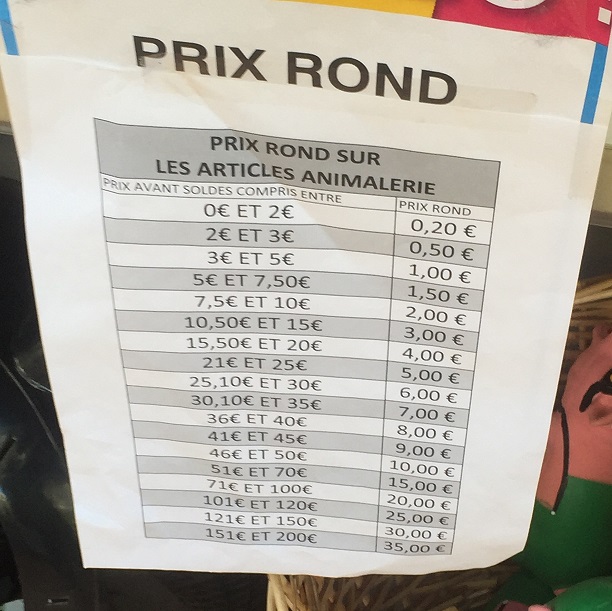 PRIX ROND
PRIX ROND SUR
LES ARTICLES ANIMALERIE
PRIX AVANT SOLDES COMPRIS ENTRE PRIX ROND
0€ ET 2€ 0,20 €
2€ ET 3€ 0,50 €
3€ ET 5€ 1,00 €
5€ ET 7,50€ 1,50 €
7,5€ ET 10€ 2,00 €
10,50€ ET 15€ 3,00 €
15,50€ ET 20€ 4,00 €
21€ ET 25€ 5,00 €
25,10€ ET 30€ 6,00 €
30,10€ ET 35€ 7,00 €
36€ ET 40€ 8,00 €
41€ ET 45€ 9,00 €
46€ ET 50€ 10,00 €
51€ ET 70€ 15,00 €
71€ ET 100€ 20,00 €
101€ ET 120€ 25,00 €
121€ ET 150€ 30,00 €
151€ ET 200€ 35,00 €